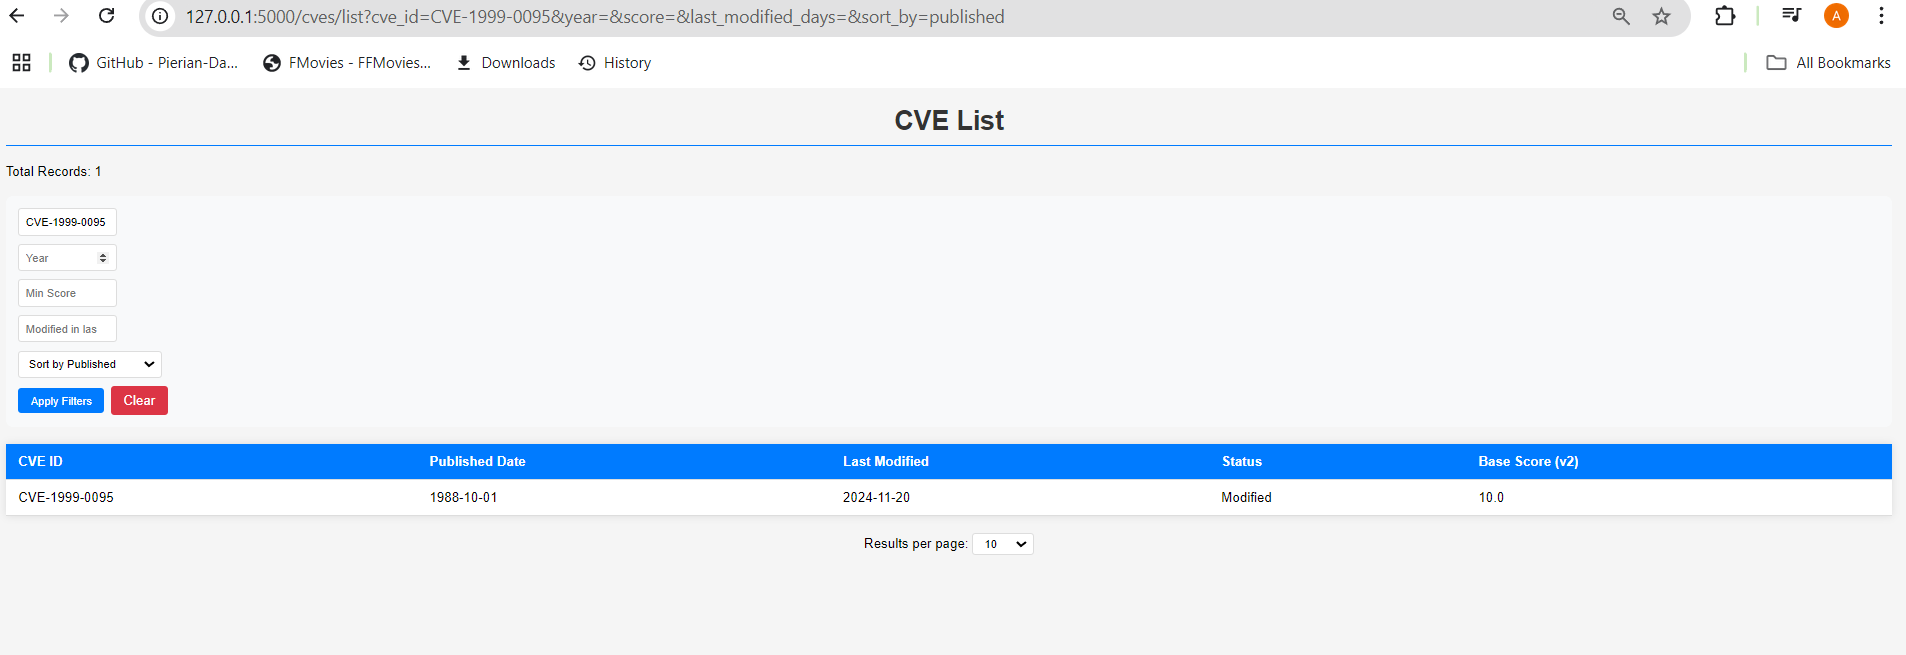 127.0.0.1:5000/cves/list?cve_id=CVE-1999-0095&year=&score=&last_modified_days=&sort_by=published
A
GitHub - Pierian-Da... FMovies - FFMovies... Downloads History All Bookmarks
CVE List
Total Records: 1
CVE-1999-0095
Year
Min Score
Modified in las
Sort by Published
Apply Filters Clear
CVE ID Published Date Last Modified Status Base Score (v2)
CVE-1999-0095 1988-10-01 2024-11-20 Modified 10.0
Results per page: 10